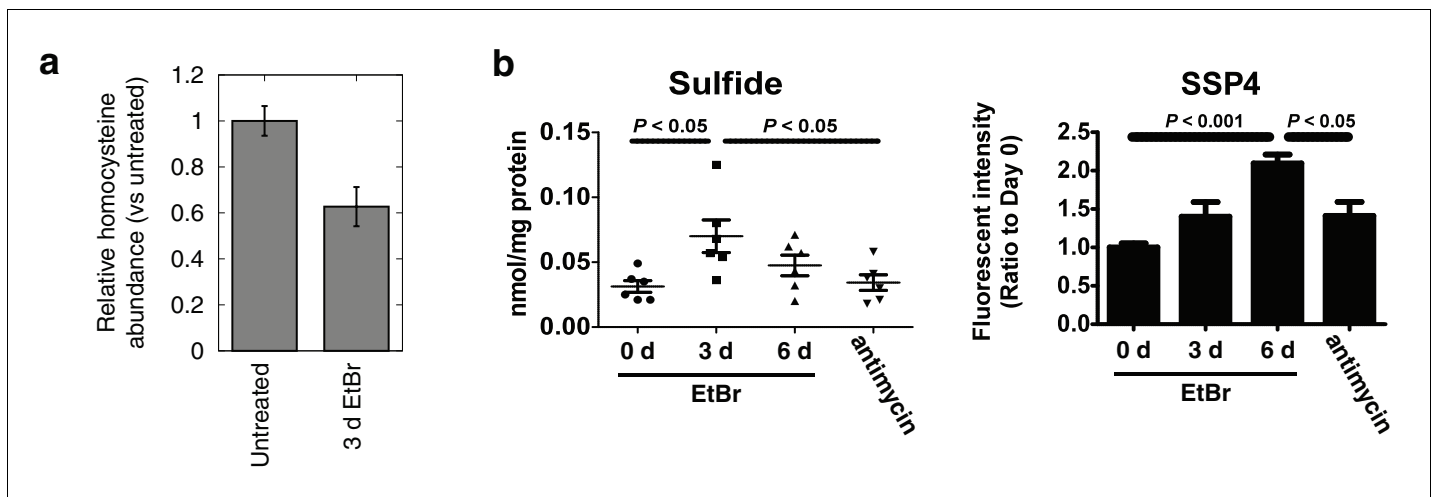 a
Relative homocysteine
abundance (vs untreated)
1.2
1
0.8
0.6
0.4
0.2
0
Untreated
3 d EtBr
b
Sulfide
nmol/mg protein
P < 0.05
P < 0.05
0.15
0.10
0.05
0.00
0 d
3 d
6 d
antimycin
EtBr
SSP4
Fluorescent intensity
(Ratio to Day 0)
P < 0.001
P < 0.05
2.5
2.0
1.5
1.0
0.5
0.0
0 d
3 d
6 d
antimycin
EtBr